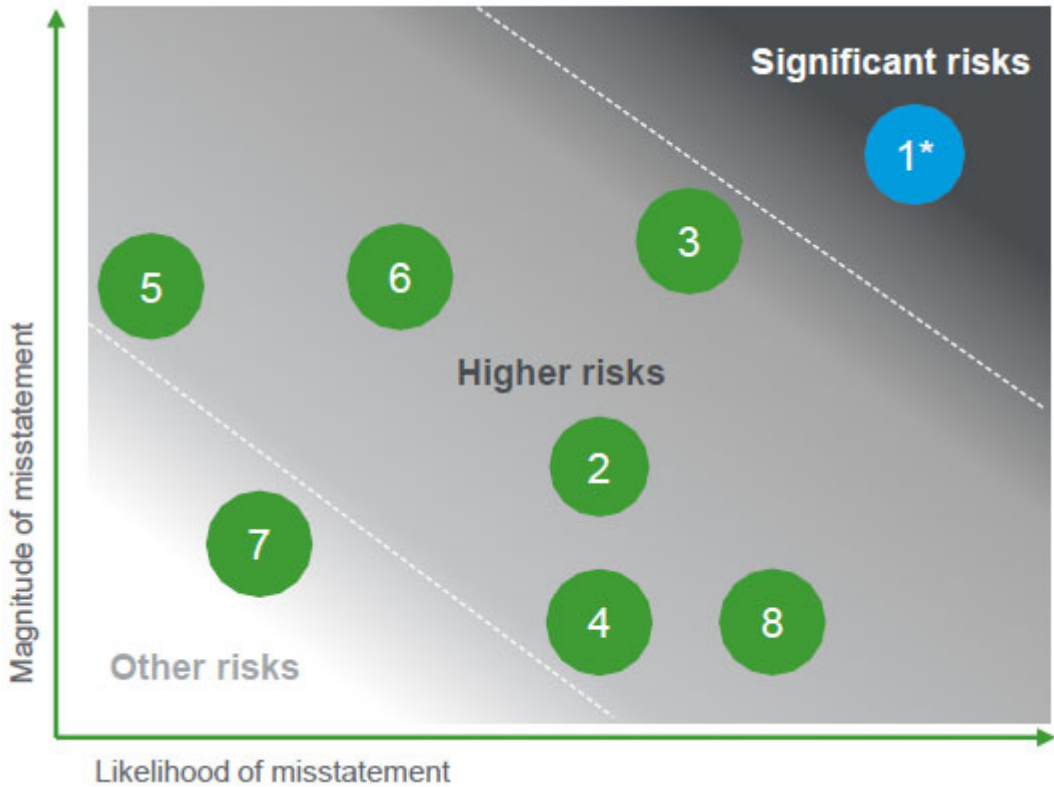 Significant risks
1*
3
6
5
Higher risks
2
7
4
8
Other risks
Magnitude of misstatement
Likelihood of misstatement